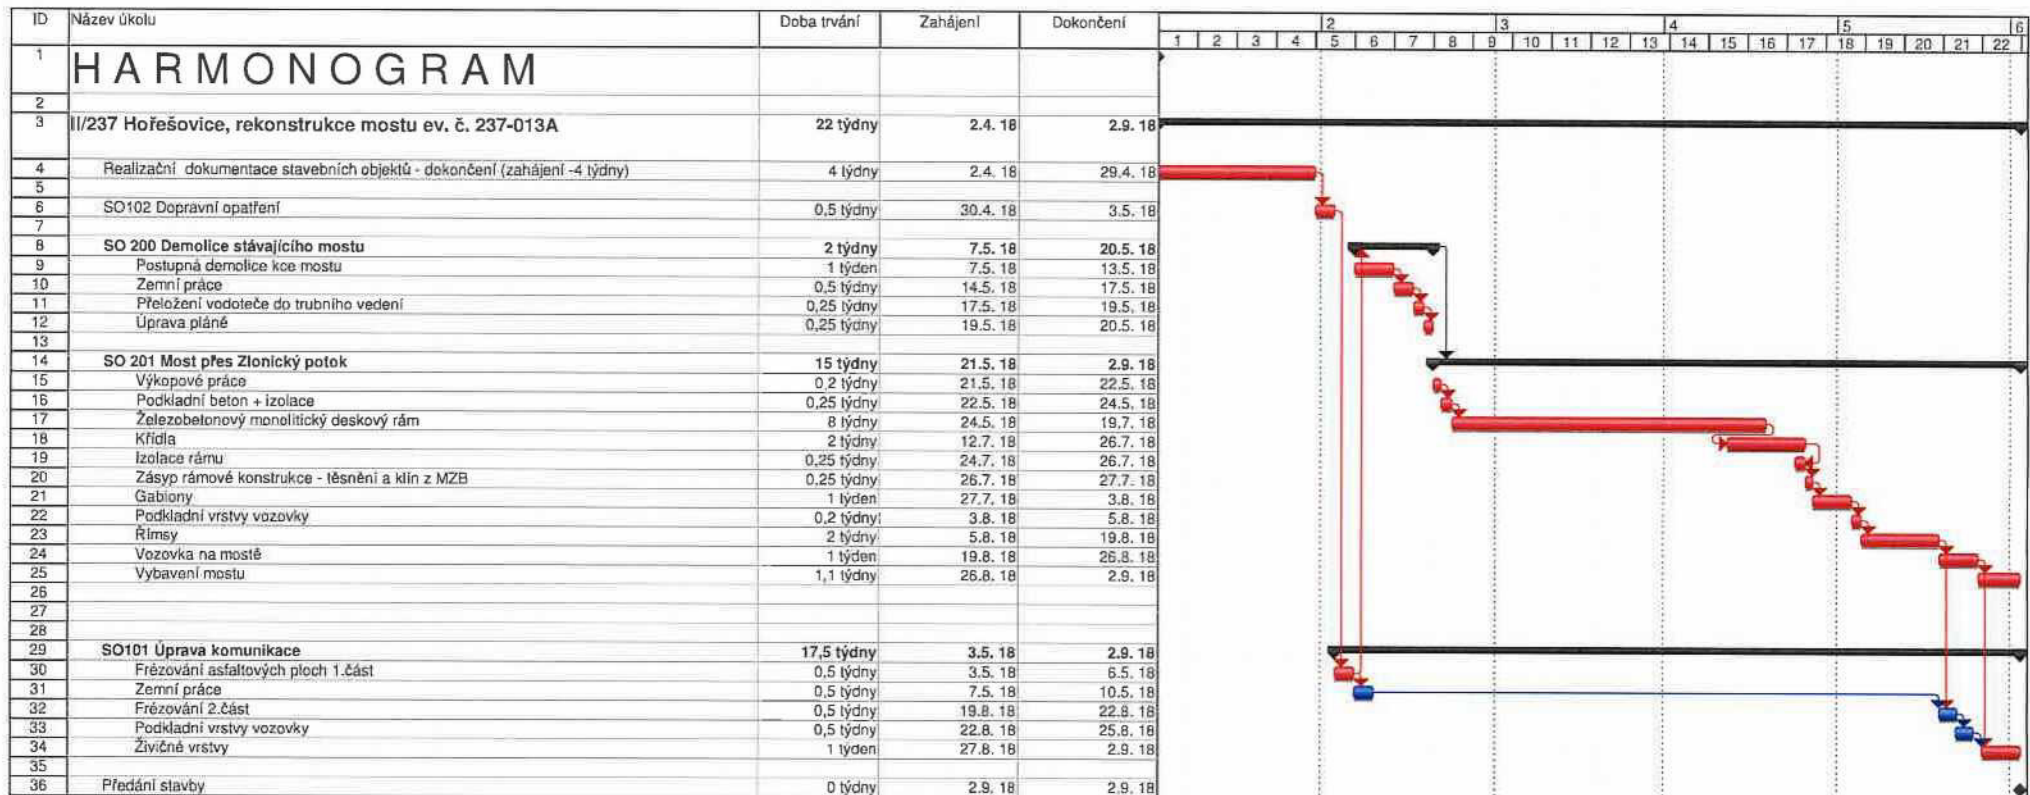 ID Název úkolu Doba trvání Zahájení Dokončení 2 3 4 5 6
1 2 3 4 5 6 7 8 9 10 11 12 13 14 15 16 17 18 19 20 21 22
1 HARMONOGRAM
2
3 II/237 Hořešovice, rekonstrukce mostu ev. č. 237-013A 22 týdny 2.4. 18 2.9. 18
4 Realizační dokumentace stavebních objektů - dokončení (zahájení -4 týdny) 4 týdny 2.4. 18 29.4. 18
5
6 SO102 Dopravní opatření 0,5 týdny 30.4. 18 3.5. 18
7
8 SO 200 Demolice stávajícího mostu 2 týdny 7.5. 18 20.5. 18
9 Postupná demolice kce mostu 1 týden 7.5. 18 13.5. 18
10 Zemní práce 0,5 týdny 14.5. 18 17.5. 18
11 Přeložení vodoteče do trubního vedení 0,25 týdny 17.5. 18 19.5. 18
12 Úprava pláně 0,25 týdny 19.5. 18 20.5. 18
13
14 SO 201 Most přes Zlonický potok 15 týdny 21.5. 18 2.9. 18
15 Výkopové práce 0,2 týdny 21.5. 18 22.5. 18
16 Podkladní beton + izolace 0,25 týdny 22.5. 18 24.5. 18
17 Železobetonový monolitický deskový rám 8 týdny 24.5. 18 19.7. 18
18 Křídla 2 týdny 12.7. 18 26.7. 18
19 Izolace rámu 0,25 týdny 24.7. 18 26.7. 18
20 Zásyp rámové konstrukce - těsnění a klín z MZB 0,25 týdny 26.7. 18 27.7. 18
21 Gabiony 1 týden 27.7. 18 3.8. 18
22 Podkladní vrstvy vozovky 0,2 týdny 3.8. 18 5.8. 18
23 Římsy 2 týdny 5.8. 18 19.8. 18
24 Vozovka na mostě 1 týden 19.8. 18 26.8. 18
25 Vybavení mostu 1,1 týdny 26.8. 18 2.9. 18
26
27
28
29 SO101 Úprava komunikace 17,5 týdny 3.5. 18 2.9. 18
30 Frézování asfaltových ploch 1.část 0,5 týdny 3.5. 18 6.5. 18
31 Zemní práce 0,5 týdny 7.5. 18 10.5. 18
32 Frézování 2.část 0,5 týdny 19.8. 18 22.8. 18
33 Podkladní vrstvy vozovky 0,5 týdny 22.8. 18 25.8. 18
34 Živičné vrstvy 1 týden 27.8. 18 2.9. 18
35
36 Předání stavby 0 týdny 2.9. 18 2.9. 18